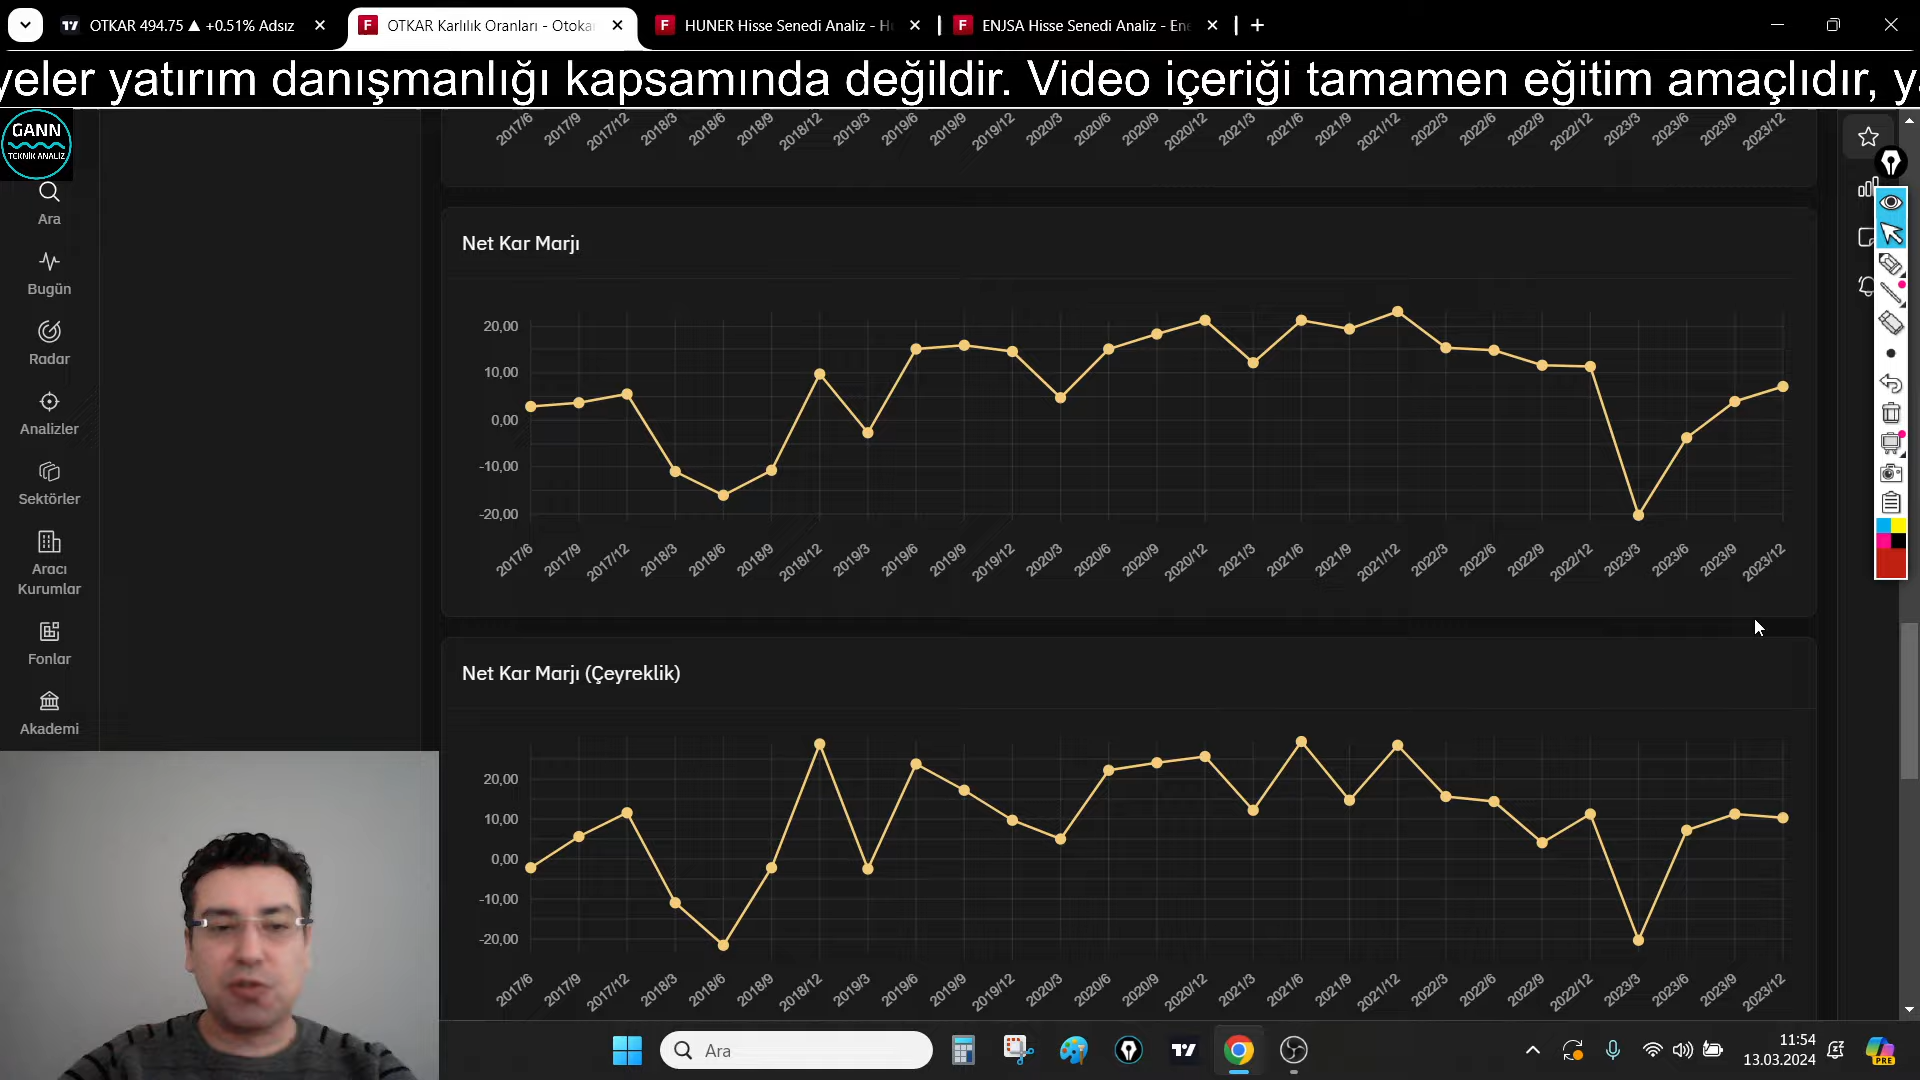 OTKAR 494.75 ▲ +0.51% Adsız
OTKAR Karlılık Oranları - Otoka
HUNER Hisse Senedi Analiz - H
ENJSA Hisse Senedi Analiz - Ene
yeler yatırım danışmanlığı kapsamında değildir. Video içeriği tamamen eğitim amaçlıdır, y
GANN
TEKNİK ANALİZ
Ara
Bugün
Radar
Analizler
Sektörler
Aracı
Kurumlar
Fonlar
Akademi
2017/6 2017/9 2017/12 2018/3 2018/6 2018/9 2018/12 2019/3 2019/6 2019/9 2019/12 2020/3 2020/6 2020/9 2020/12 2021/3 2021/6 2021/9 2021/12 2022/3 2022/6 2022/9 2022/12 2023/3 2023/6 2023/9 2023/12
Net Kar Marjı
20,00
10,00
0,00
-10,00
-20,00
2017/6 2017/9 2017/12 2018/3 2018/6 2018/9 2018/12 2019/3 2019/6 2019/9 2019/12 2020/3 2020/6 2020/9 2020/12 2021/3 2021/6 2021/9 2021/12 2022/3 2022/6 2022/9 2022/12 2023/3 2023/6 2023/9 2023/12
Net Kar Marjı (Çeyreklik)
20,00
10,00
0,00
-10,00
-20,00
2017/6 2017/9 2017/12 2018/3 2018/6 2018/9 2018/12 2019/3 2019/6 2019/9 2019/12 2020/3 2020/6 2020/9 2020/12 2021/3 2021/6 2021/9 2021/12 2022/3 2022/6 2022/9 2022/12 2023/3 2023/6 2023/9 2023/12
Ara
11:54
13.03.2024
PRE